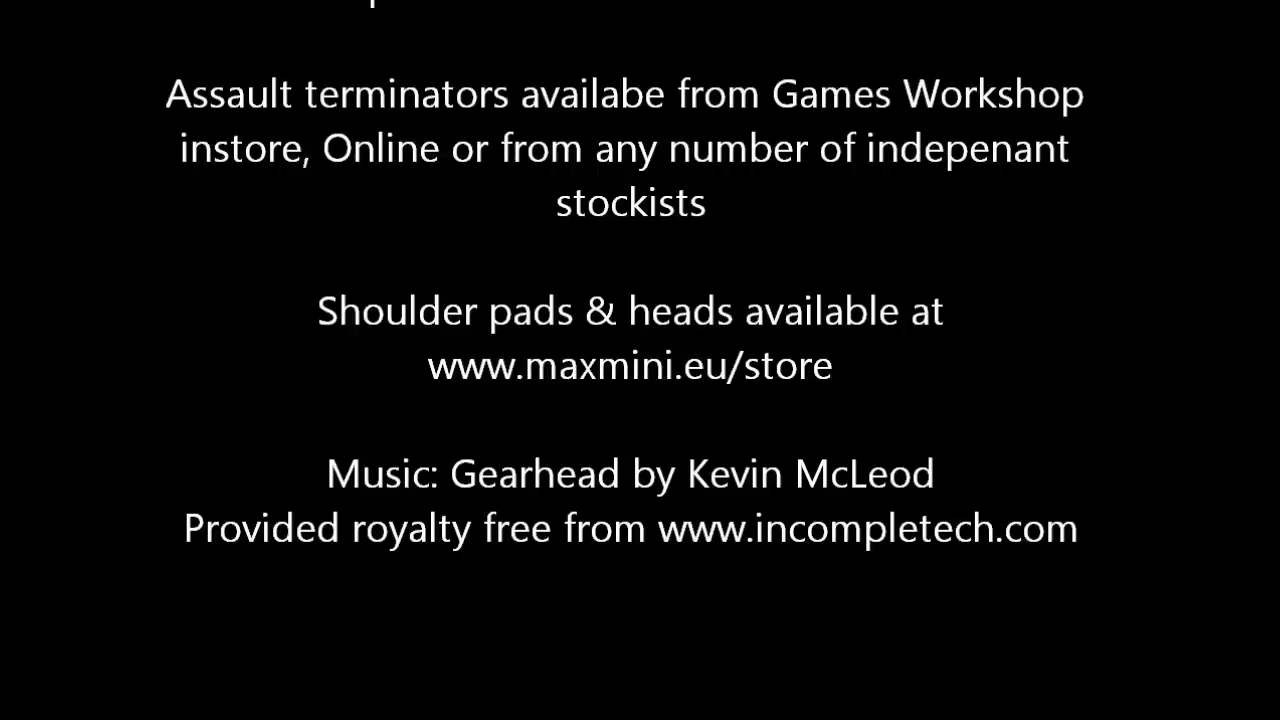 Assault terminators availabe from Games Workshop
instore, Online or from any number of indepenant
stockists
Shoulder pads & heads available at
www.maxmini.eu/store
Music: Gearhead by Kevin McLeod
Provided royalty free from www.incompletech.com